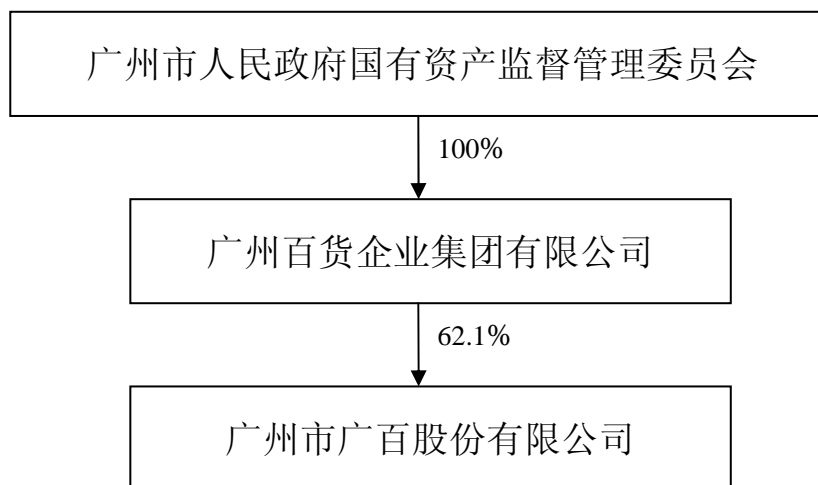 广州市人民政府国有资产监督管理委员会
100%
广州百货企业集团有限公司
62.1%
广州市广百股份有限公司